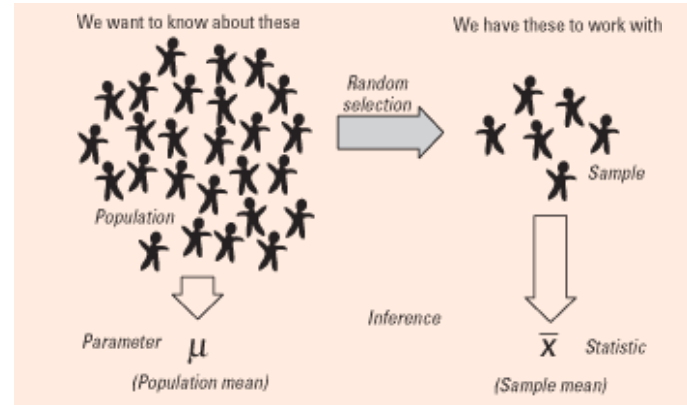 We want to know about these
We have these to work with
Random
selection
Population
Sample
Inference
Parameter μ
x̅ Statistic
(Population mean)
(Sample mean)